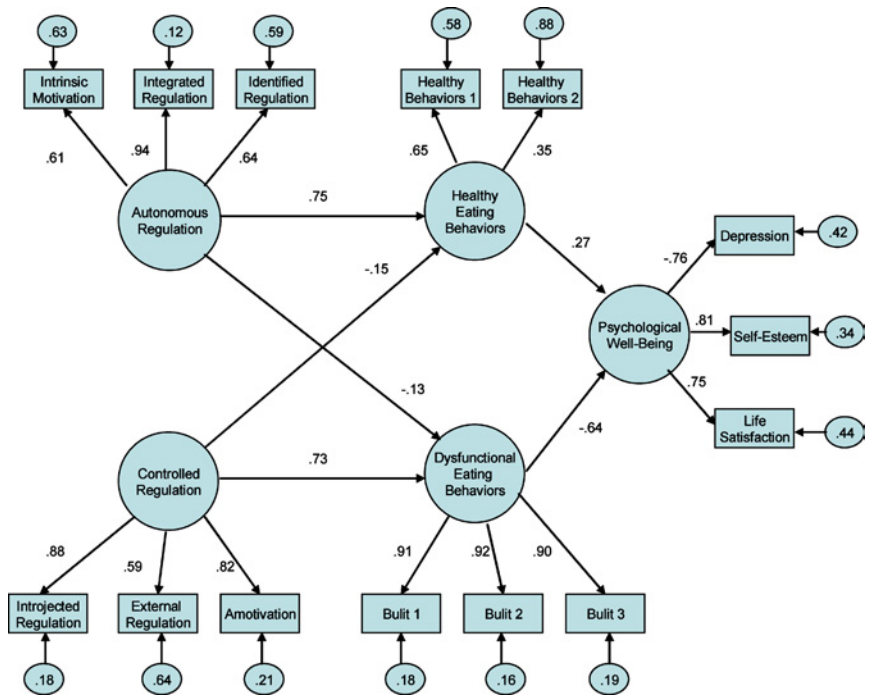 .63
.12
.59
.58
.88
Intrinsic
Motivation
Integrated
Regulation
Identified
Regulation
Healthy
Behaviors 1
Healthy
Behaviors 2
.61
.94
.64
.65
.35
Autonomous
Regulation
.75
Healthy
Eating
Behaviors
.27
-.15
Depression
.42
-.76
Psychological
Well-Being
.81
Self-Esteem
.34
.75
Life
Satisfaction
.44
-.13
-.64
Controlled
Regulation
.73
Dysfunctional
Eating
Behaviors
.88
.59
.82
.91
.92
.90
Introjected
Regulation
External
Regulation
Amotivation
Bulit 1
Bulit 2
Bulit 3
.18
.64
.21
.18
.16
.19